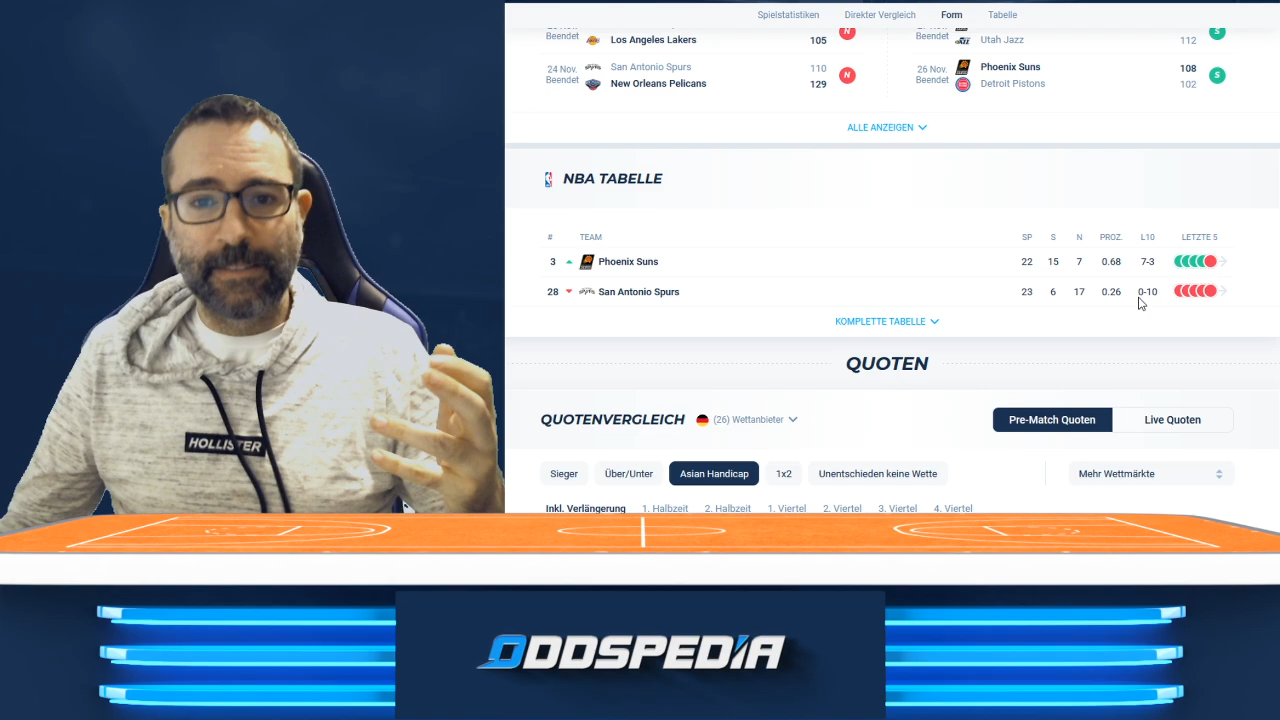 Spielstatistiken Direkter Vergleich Form Tabelle
Beendet Los Angeles Lakers 105 N
Beendet Utah Jazz 112 S
24 Nov. San Antonio Spurs 110
Beendet New Orleans Pelicans 129 N
26 Nov. Phoenix Suns 108
Beendet Detroit Pistons 102 S
ALLE ANZEIGEN
NBA TABELLE
# TEAM SP S N PROZ. L10 LETZTE 5
3 Phoenix Suns 22 15 7 0.68 7-3
28 San Antonio Spurs 23 6 17 0.26 0-10
KOMPLETTE TABELLE
QUOTEN
QUOTENVERGLEICH (26) Wettanbieter Pre-Match Quoten Live Quoten
Sieger Über/Unter Asian Handicap 1x2 Unentschieden keine Wette Mehr Wettmärkte
Inkl. Verlängerung 1. Halbzeit 2. Halbzeit 1. Viertel 2. Viertel 3. Viertel 4. Viertel
HOLLISTER
ODDSPEDIA